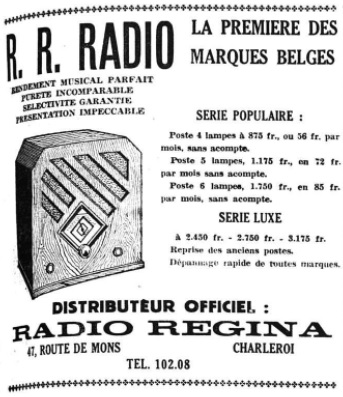 R. R. RADIO
LA PREMIERE DES
MARQUES BELGES
RENDEMENT MUSICAL PARFAIT
PURETE INCOMPARABLE
SELECTIVITE GARANTIE
PRESENTATION IMPECCABLE
SERIE POPULAIRE :
Poste 4 lampes à 875 fr., ou 56 fr. par
mois, sans acompte.
Poste 5 lampes, 1.175 fr., en 72 fr.
par mois sans acompte.
Poste 6 lampes, 1.750 fr., en 85 fr.
par mois, sans acompte.
SERIE LUXE
à 2.450 fr. - 2.750 fr. - 3.175 fr.
Reprise des anciens postes.
Dépannage rapide de toutes marques.
DISTRIBUTEUR OFFICIEL :
RADIO REGINA
47, ROUTE DE MONS CHARLEROI
TEL. 102.08